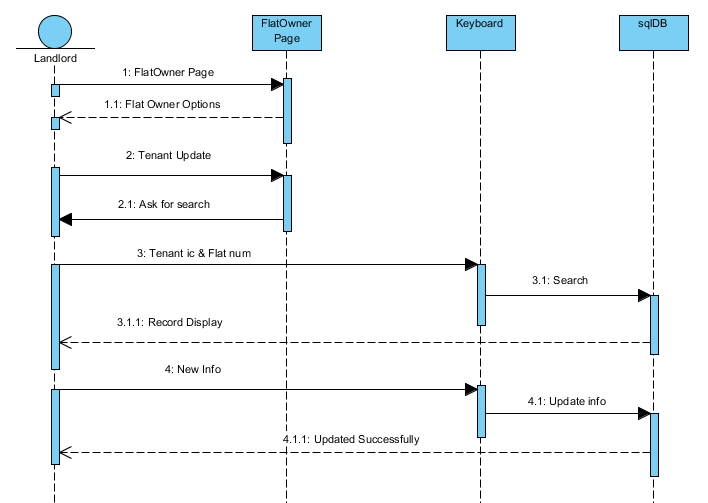 FlatOwner
Page
Keyboard
sqlDB
Landlord
1: FlatOwner Page
1.1: Flat Owner Options
2: Tenant Update
2.1: Ask for search
3: Tenant ic & Flat num
3.1: Search
3.1.1: Record Display
4: New Info
4.1: Update info
4.1.1: Updated Successfully